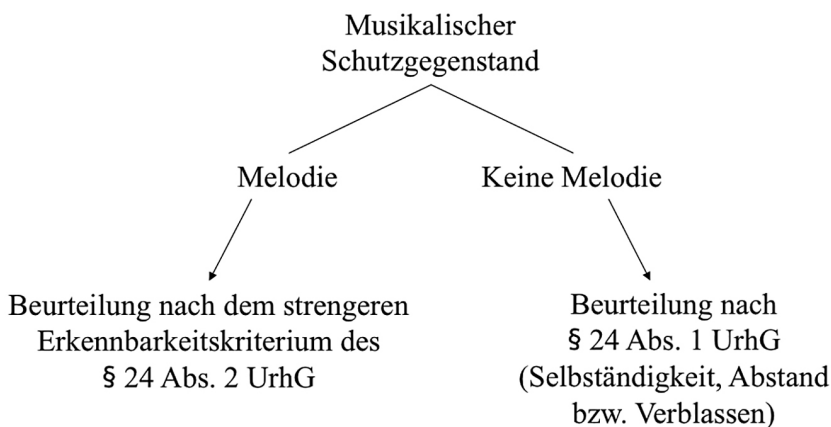 Musikalischer
Schutzgegenstand
Melodie
Keine Melodie
Beurteilung nach dem strengeren
Erkennbarkeitskriterium des
§ 24 Abs. 2 UrhG
Beurteilung nach
§ 24 Abs. 1 UrhG
(Selbständigkeit, Abstand
bzw. Verblassen)